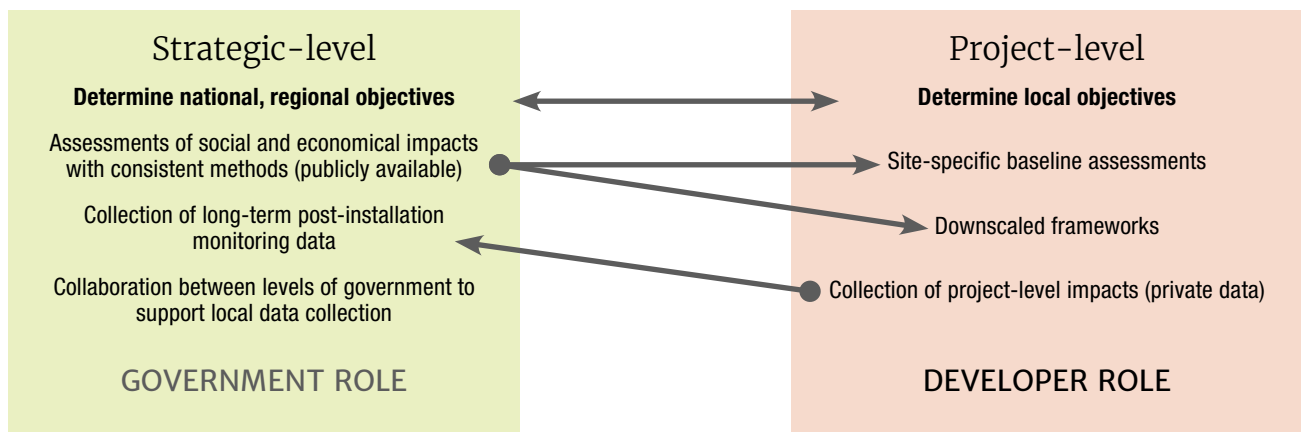 Strategic-level
Determine national, regional objectives
Assessments of social and economical impacts
with consistent methods (publicly available)
Collection of long-term post-installation
monitoring data
Collaboration between levels of government to
support local data collection
GOVERNMENT ROLE
Project-level
Determine local objectives
Site-specific baseline assessments
Downscaled frameworks
Collection of project-level impacts (private data)
DEVELOPER ROLE